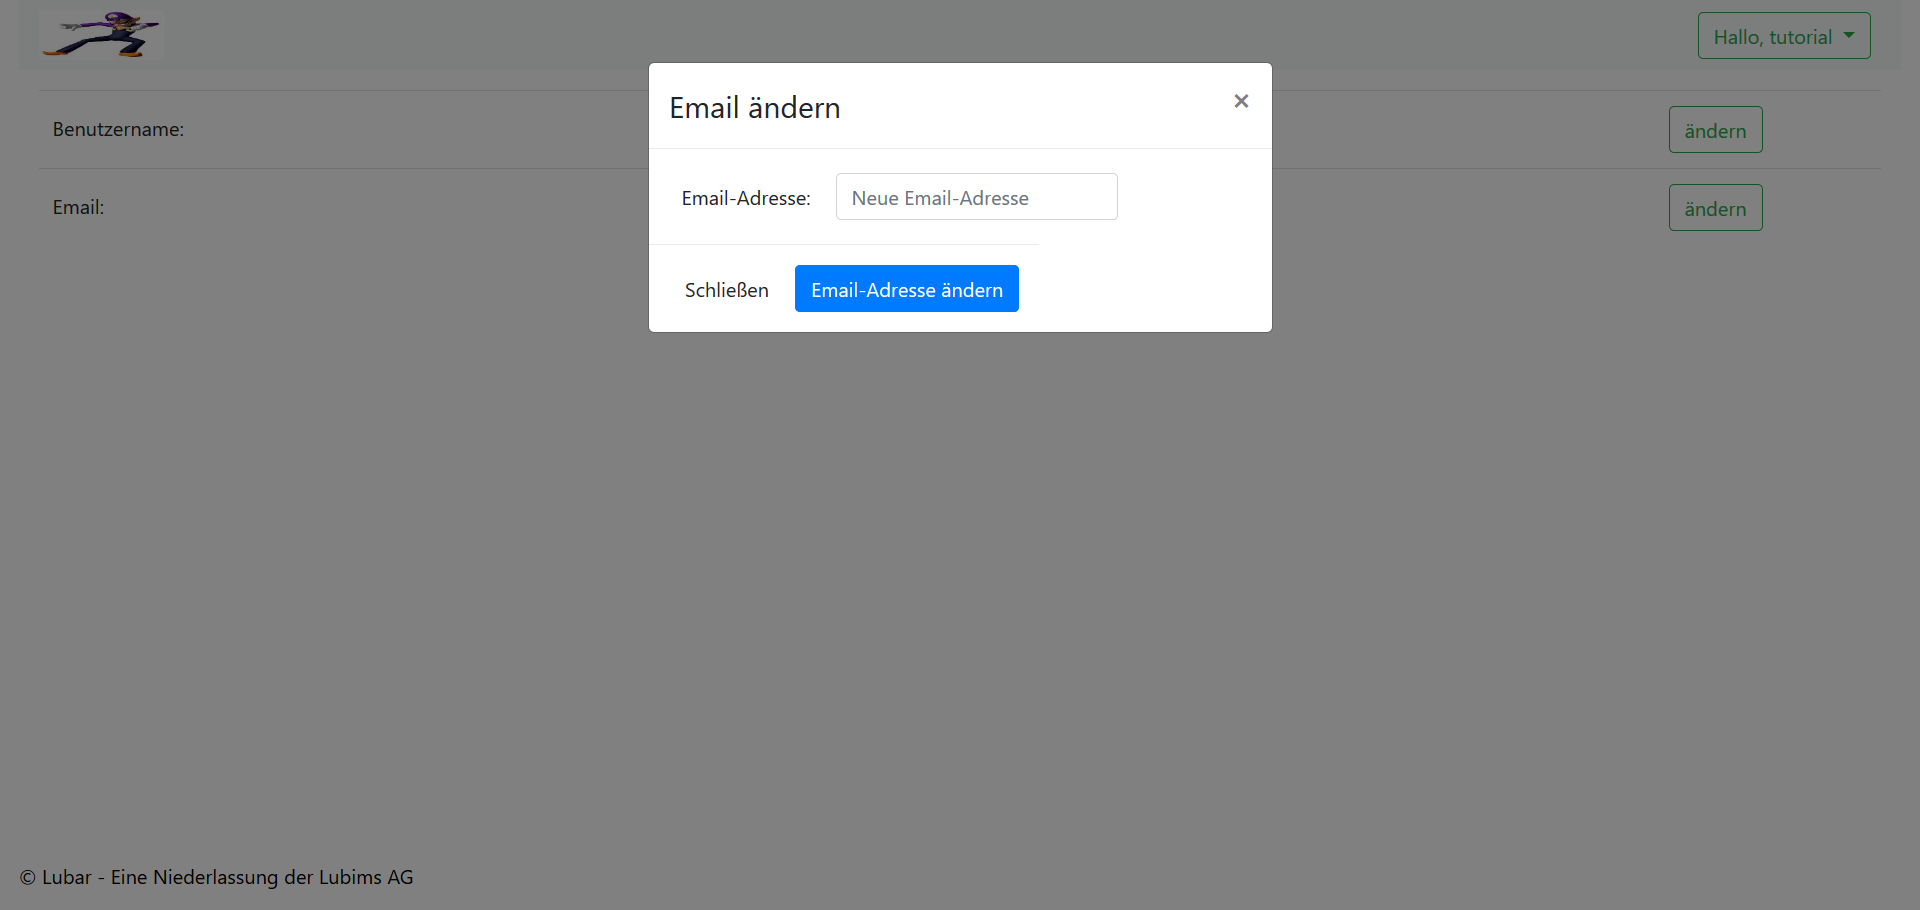 Hallo, tutorial
Email ändern
×
Benutzername:
ändern
Email-Adresse:
Neue Email-Adresse
Email:
ändern
Schließen
Email-Adresse ändern
© Lubar - Eine Niederlassung der Lubims AG